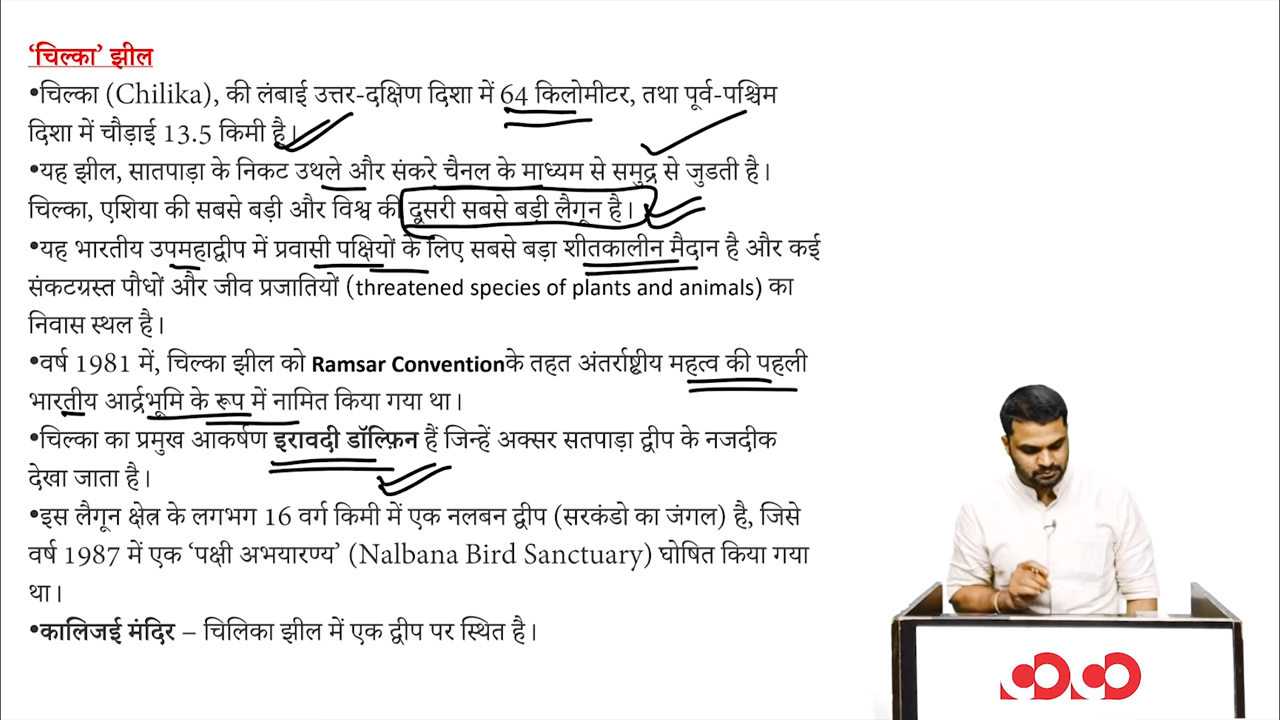 ‘चिल्का’ झील
•चिल्का (Chilika), की लंबाई उत्तर-दक्षिण दिशा में 64 किलोमीटर, तथा पूर्व-पश्चिम
दिशा में चौड़ाई 13.5 किमी है।
•यह झील, सातपाड़ा के निकट उथले और संकरे चैनल के माध्यम से समुद्र से जुडती है।
चिल्का, एशिया की सबसे बड़ी और विश्व की दूसरी सबसे बड़ी लैगून है।
•यह भारतीय उपमहाद्वीप में प्रवासी पक्षियों के लिए सबसे बड़ा शीतकालीन मैदान है और कई
संकटग्रस्त पौधों और जीव प्रजातियों (threatened species of plants and animals) का
निवास स्थल है।
•वर्ष 1981 में, चिल्का झील को Ramsar Conventionके तहत अंतर्राष्ट्रीय महत्व की पहली
भारतीय आर्द्रभूमि के रूप में नामित किया गया था।
•चिल्का का प्रमुख आकर्षण इरावदी डॉल्फ़िन हैं जिन्हें अक्सर सतपाड़ा द्वीप के नजदीक
देखा जाता है।
•इस लैगून क्षेत्र के लगभग 16 वर्ग किमी में एक नलबन द्वीप (सरकंडो का जंगल) है, जिसे
वर्ष 1987 में एक ‘पक्षी अभयारण्य’ (Nalbana Bird Sanctuary) घोषित किया गया
था।
•कालिजई मंदिर – चिलिका झील में एक द्वीप पर स्थित है।